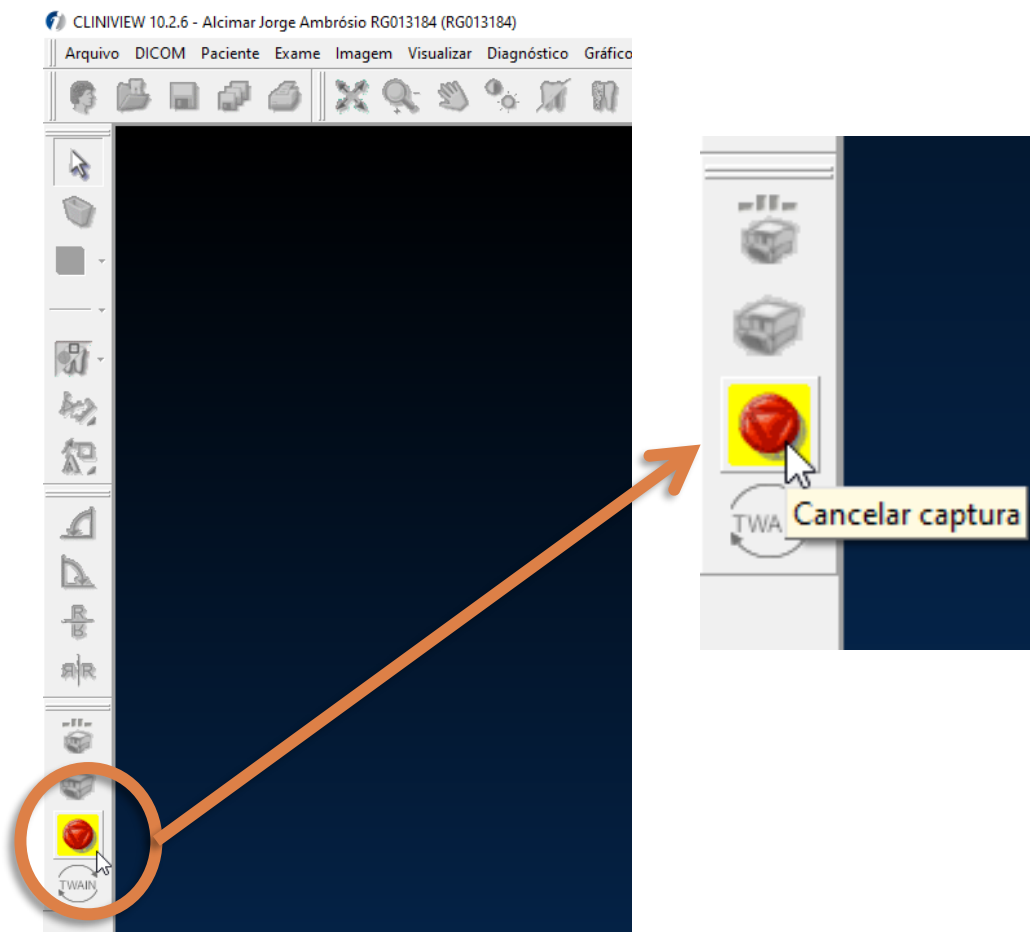 CLINIVIEW 10.2.6 - Alcimar Jorge Ambrósio RG013184 (RG013184)
Arquivo DICOM Paciente Exame Imagem Visualizar Diagnóstico Gráfico
R
R
R R
TWAIN
TWA
Cancelar captura